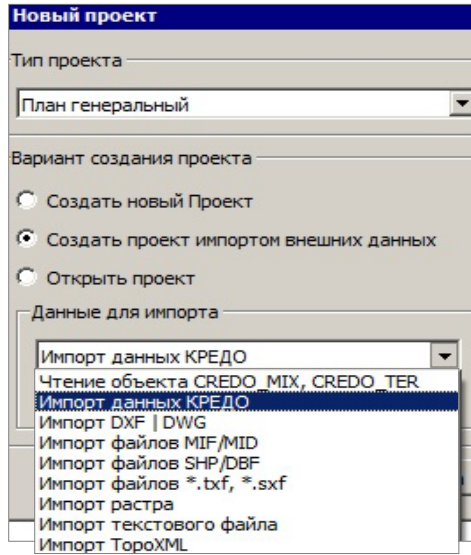 Новый проект
Тип проекта
План генеральный
Вариант создания проекта
Создать новый Проект
Создать проект импортом внешних данных
Открыть проект
Данные для импорта
Импорт данных КРЕДО
Чтение объекта CREDO_MIX, CREDO_TER
Импорт данных КРЕДО
Импорт DXF | DWG
Импорт файлов MIF/MID
Импорт файлов SHP/DBF
Импорт файлов *.txf, *.sxf
Импорт растра
Импорт текстового файла
Импорт TopoXML